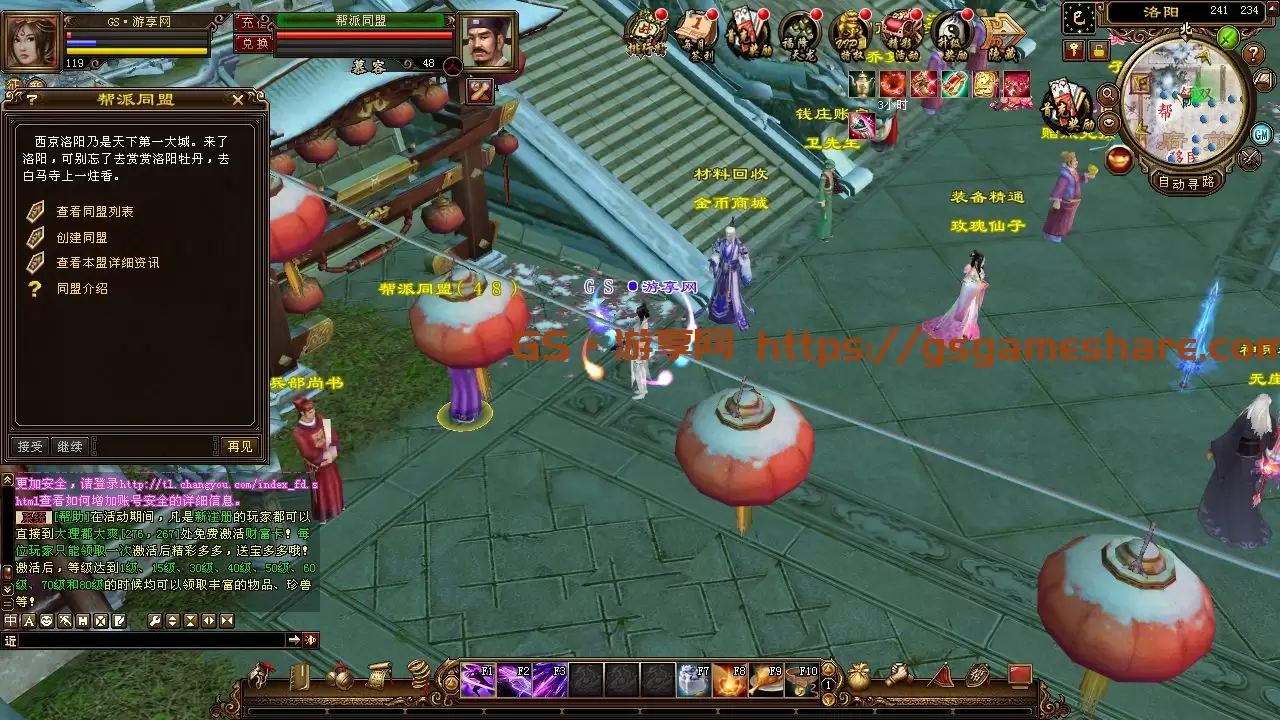 GS·游享网
119
充
兑换
帮派同盟
慕容
48
排行榜
3小时
洛阳
241 234
北
GM
自动寻路
? 帮派同盟
西京洛阳乃是天下第一大城。来了
洛阳，可别忘了去赏赏洛阳牡丹，去
白马寺上一炷香。
查看同盟列表
创建同盟
查看本盟详细资讯
? 同盟介绍
接受 继续 再见
钱庄账
卫先生
材料回收
金币商城
装备精通
玫瑰仙子
帮派同盟(48)
GS●游享网
兵部尚书
GS·游享网 https://gsgameshare.co
更加安全，请登录http://tl.changyou.com/index_fd.s
html查看如何增加账号安全的详细信息。
[帮助]在活动期间，凡是新注册的玩家都可以
直接到大理都大爽[276，267]处免费激活财富卡！每
位玩家只能领取一次激活后精彩多多，送宝多多哦！
激活后，等级达到1级、15级、30级、40级、50级、60
级、70级和80级的时候均可以领取丰富的物品、珍兽
等！
中 A M X
近
F1 F2 F3 F7 F8 F9 F10
1